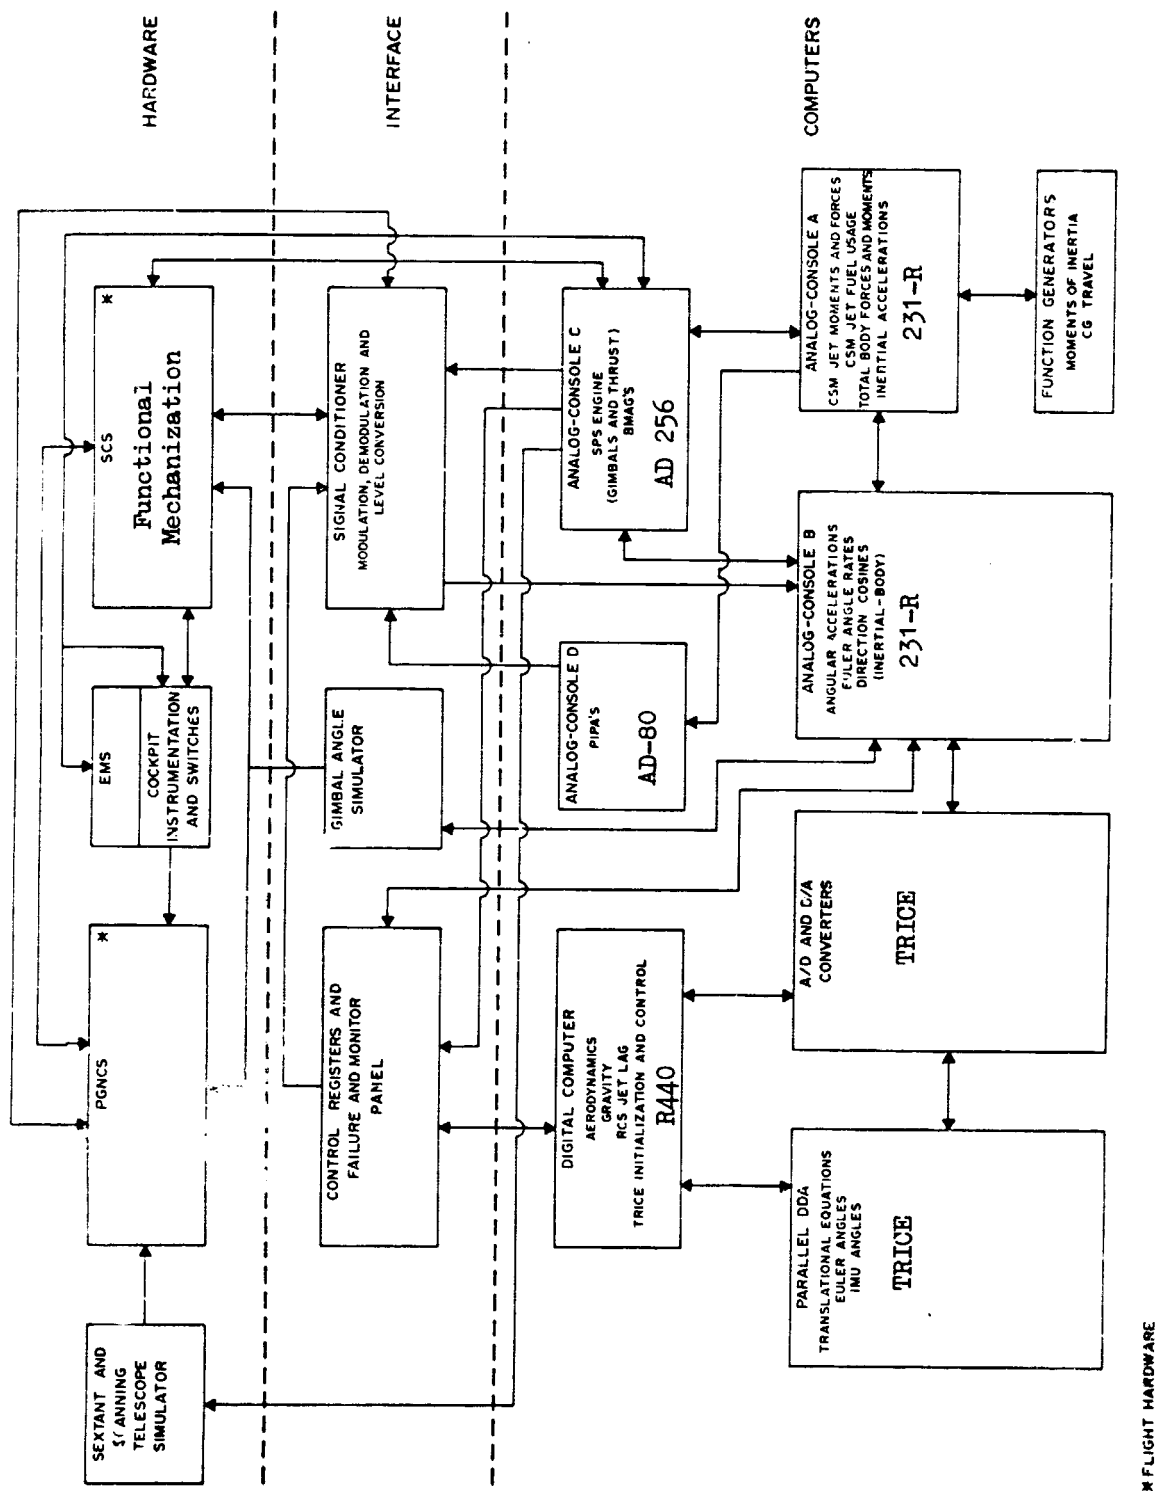 HARDWARE
INTERFACE
COMPUTERS
SEXTANT AND
SCANNING
TELESCOPE
SIMULATOR
PGNCS
*
EMS
COCKPIT
INSTRUMENTATION
AND SWITCHES
SCS
*
Functional
Mechanization
CONTROL REGISTERS AND
FAILURE AND MONITOR
PANEL
GIMBAL ANGLE
SIMULATOR
SIGNAL CONDITIONER
MODULATION, DEMODULATION AND
LEVEL CONVERSION
DIGITAL COMPUTER
AERODYNAMICS
GRAVITY
RCS JET LAG
TRICE INITIALIZATION AND CONTROL
R440
ANALOG-CONSOLE D
PIPA'S
AD-80
ANALOG-CONSOLE C
SPS ENGINE
(GIMBALS AND THRUST)
BMAG'S
AD 256
PARALLEL DDA
TRANSLATIONAL EQUATIONS
EULER ANGLES
IMU ANGLES
TRICE
A/D AND D/A
CONVERTERS
TRICE
ANALOG-CONSOLE B
ANGULAR ACCELERATIONS
EULER ANGLE RATES
DIRECTION COSINES
(INERTIAL-BODY)
231-R
ANALOG-CONSOLE A
CSM JET MOMENTS AND FORCES
CSM JET FUEL USAGE
TOTAL BODY FORCES AND MOMENTS
INERTIAL ACCELERATIONS
231-R
FUNCTION GENERATORS
MOMENTS OF INERTIA
CG TRAVEL
* FLIGHT HARDWARE